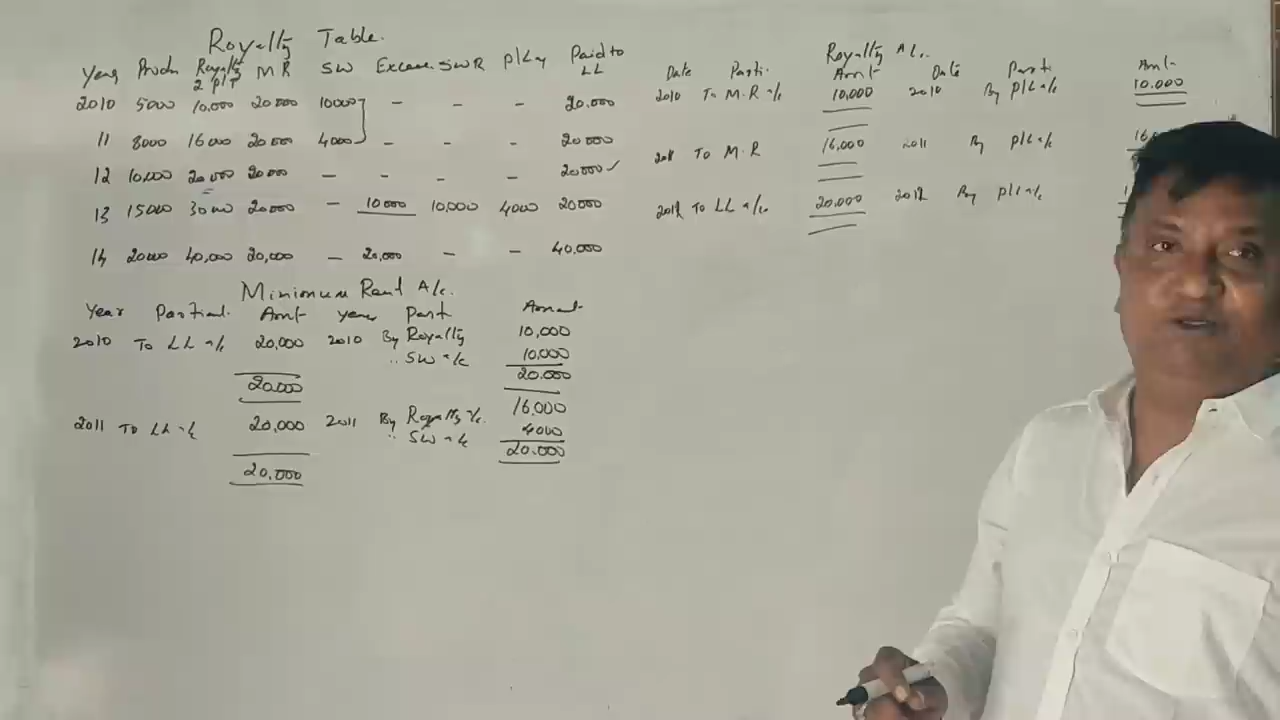 Royalty Table.
Year Produ Royalty 2 P/T M R SW Excess SWR P/L a/c Paid to LL
2010 5000 10,000 20000 10000 - - - 20.000
11 8000 16000 20000 4000 - - - 20000
12 10,000 20000 20000 - - - - 20000 ✓
13 15000 30000 20000 - 10000 10,000 4000 20000
14 20000 40,000 20,000 - 20,000 - - 40,000
Minimum Rent A/c.
Year Particul. Amt year Part Amount
2010 To LL a/c 20,000 2010 By Royalty 10,000
" SW a/c 10,000
20.000 20.000
2011 To LL a/c 20,000 2011 By Royalty a/c. 16,000
" SW a/c 4000
20.000 20.000
Royalty A/c.
Date Parti. Amt Date Parti Amt
2010 To M.R a/c 10,000 2010 By P/L a/c 10.000
2011 To M.R 16,000 2011 By P/L a/c
2012 To LL a/c. 20,000 2012 By P/L a/c